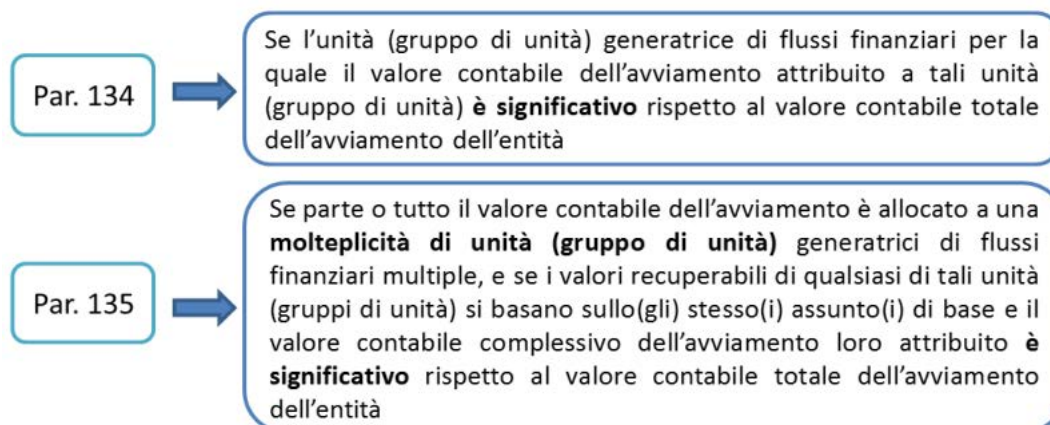 Par. 134
Se l’unità (gruppo di unità) generatrice di flussi finanziari per la
quale il valore contabile dell’avviamento attribuito a tali unità
(gruppo di unità) è significativo rispetto al valore contabile totale
dell’avviamento dell’entità
Par. 135
Se parte o tutto il valore contabile dell’avviamento è allocato a una
molteplicità di unità (gruppo di unità) generatrici di flussi
finanziari multiple, e se i valori recuperabili di qualsiasi di tali unità
(gruppi di unità) si basano sullo(gli) stesso(i) assunto(i) di base e il
valore contabile complessivo dell’avviamento loro attribuito è
significativo rispetto al valore contabile totale dell’avviamento
dell’entità